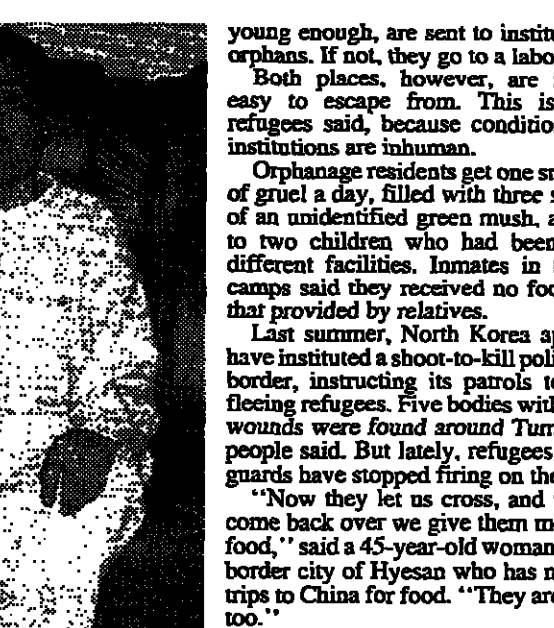 young enough, are sent to institu
orphans. If not, they go to a labo
Both places, however, are
easy to escape from. This is
refugees said, because condition
institutions are inhuman.
Orphanage residents get one sm
of gruel a day, filled with three s
of an unidentified green mush, a
to two children who had been
different facilities. Inmates in
camps said they received no foo
that provided by relatives.
Last summer, North Korea ap
have instituted a shoot-to-kill poli
border, instructing its patrols to
fleeing refugees. Five bodies with
wounds were found around Tum
people said. But lately, refugees
guards have stopped firing on the
"Now they let us cross, and
come back over we give them m
food," said a 45-year-old woman
border city of Hyesan who has m
trips to China for food. "They are
too."